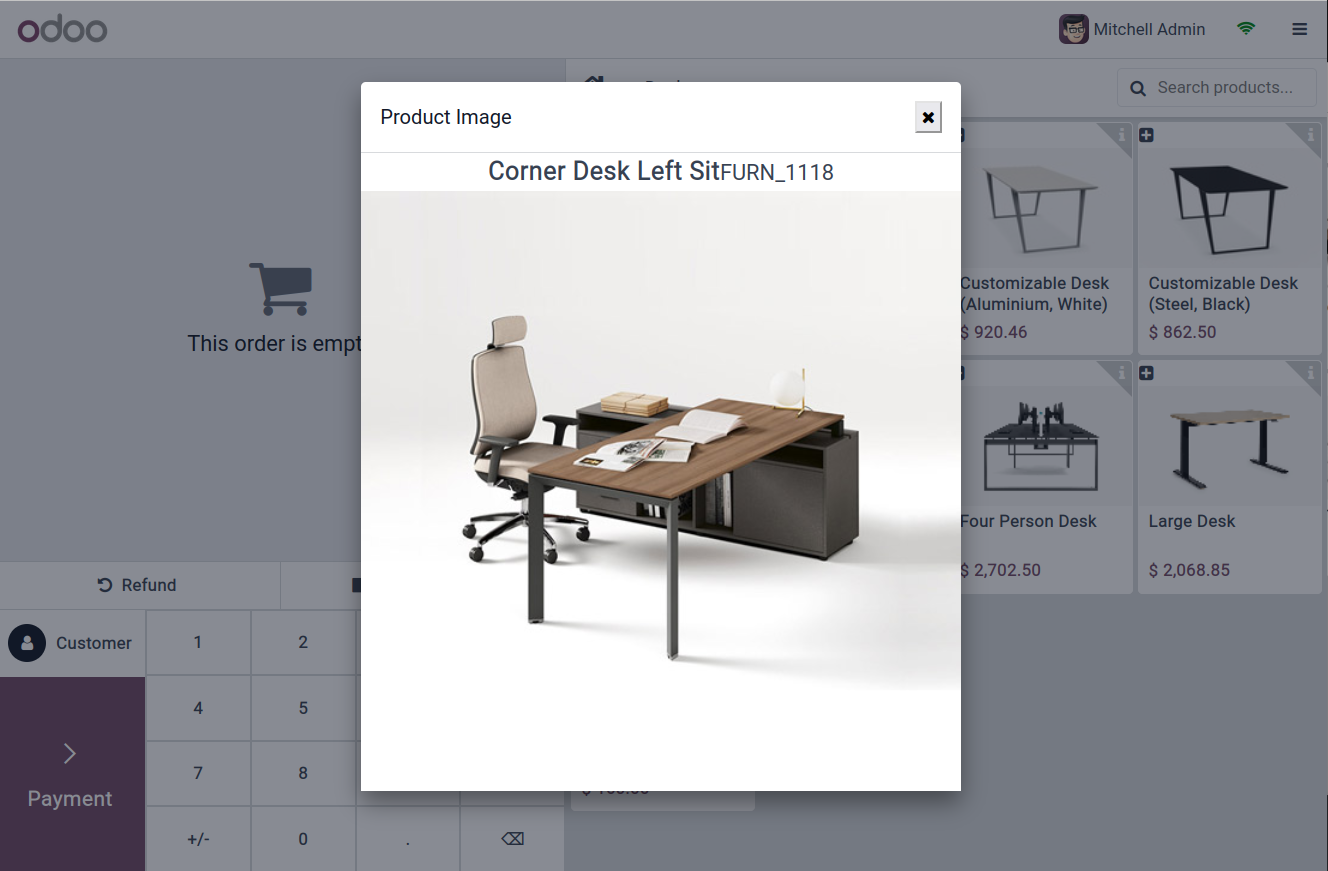 odoo
Mitchell Admin
Search products...
Product Image
Corner Desk Left Sit FURN_1118
This order is empt
Customizable Desk
(Aluminium, White)
$ 920.46
Customizable Desk
(Steel, Black)
$ 862.50
Four Person Desk
$ 2,702.50
Large Desk
$ 2,068.85
Refund
Customer
1
2
4
5
7
8
+/-
0
.
Payment